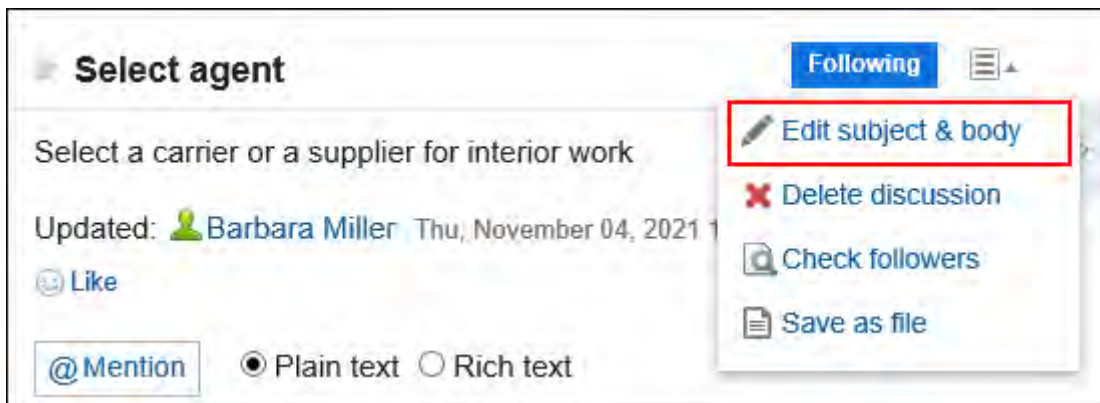 Select agent
Following
Edit subject & body
Select a carrier or a supplier for interior work
Delete discussion
Updated: Barbara Miller Thu, November 04, 2021
Check followers
Like
Save as file
@Mention Plain text Rich text